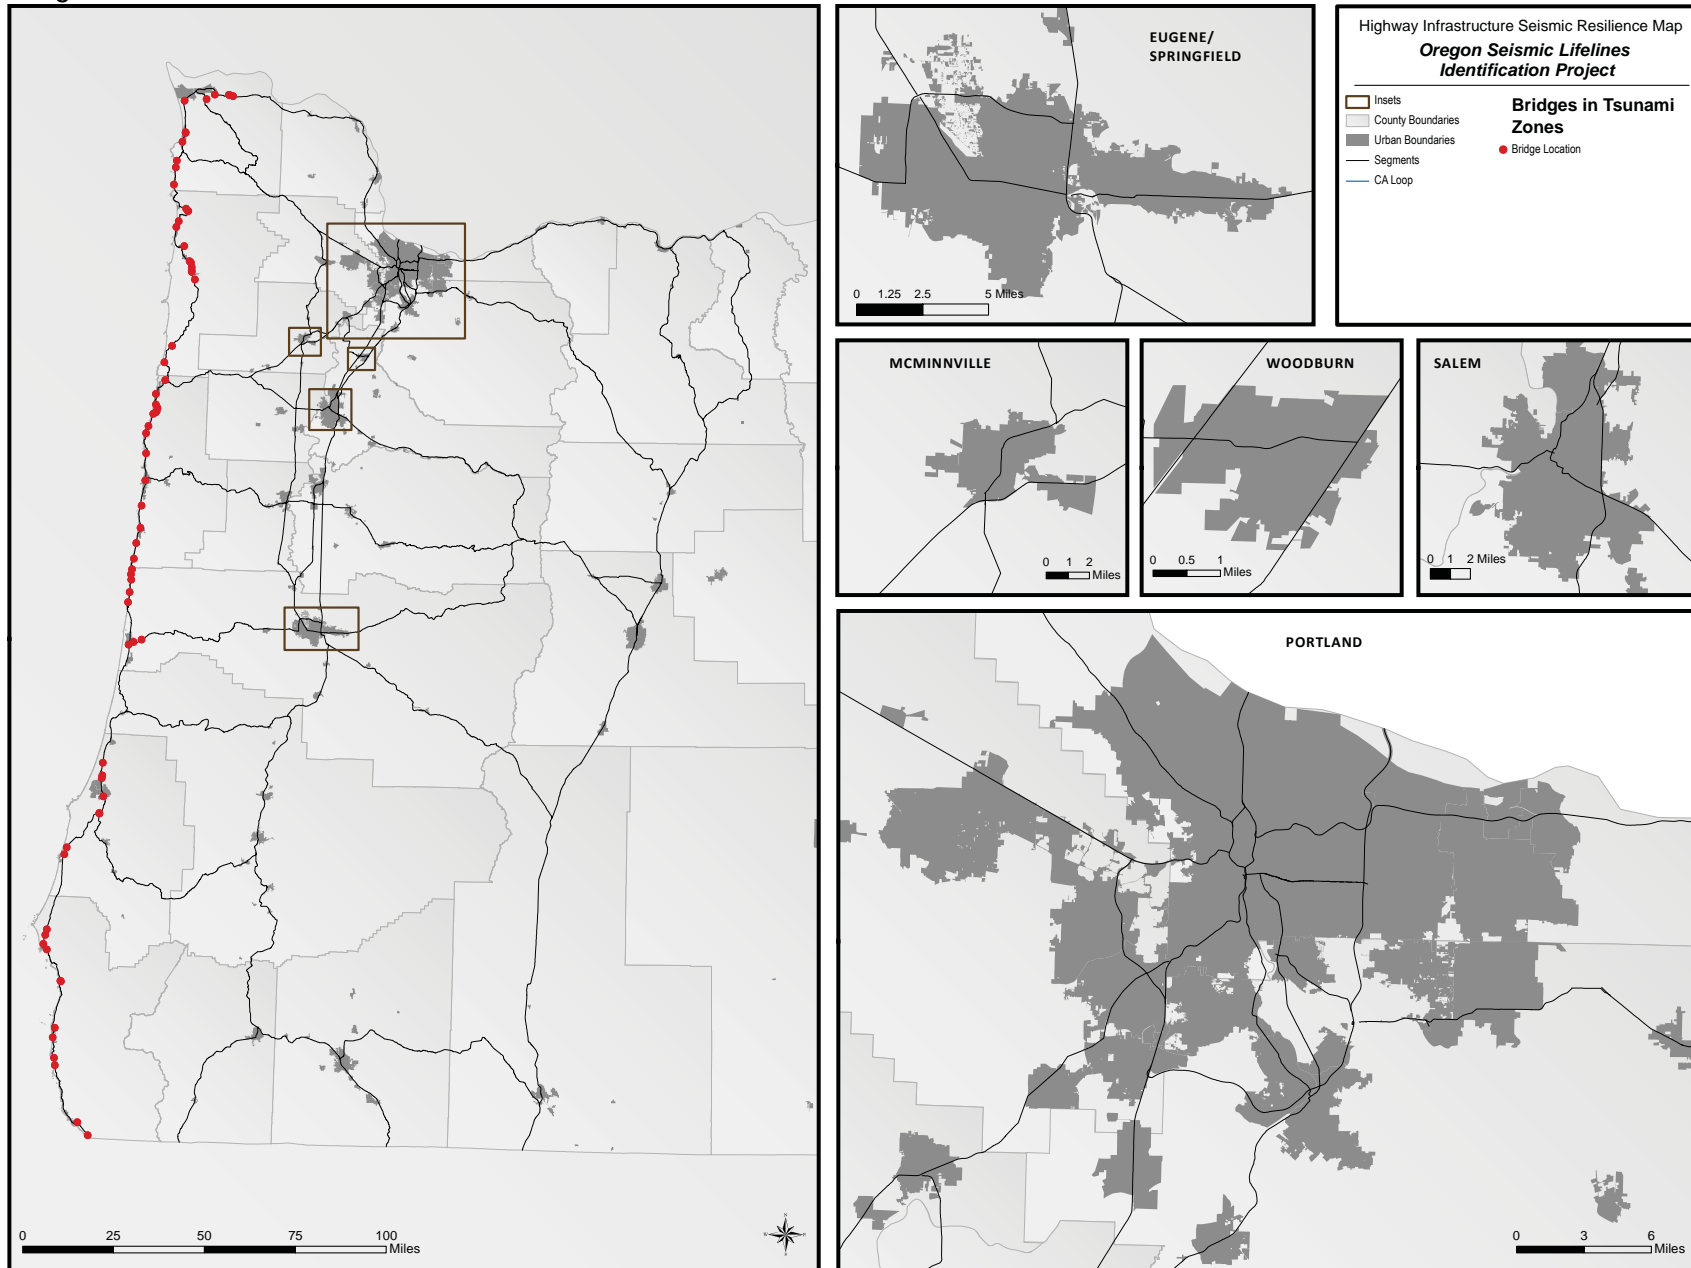 EUGENE/
SPRINGFIELD
0 1.25 2.5 5 Miles
Highway Infrastructure Seismic Resilience Map
Oregon Seismic Lifelines
Identification Project
Insets
County Boundaries
Urban Boundaries
Segments
CA Loop
Bridges in Tsunami
Zones
Bridge Location
MCMINNVILLE
0 1 2
Miles
WOODBURN
0 0.5 1
Miles
SALEM
0 1 2 Miles
PORTLAND
0 3 6
Miles
N
W E
S
0 25 50 75 100
Miles